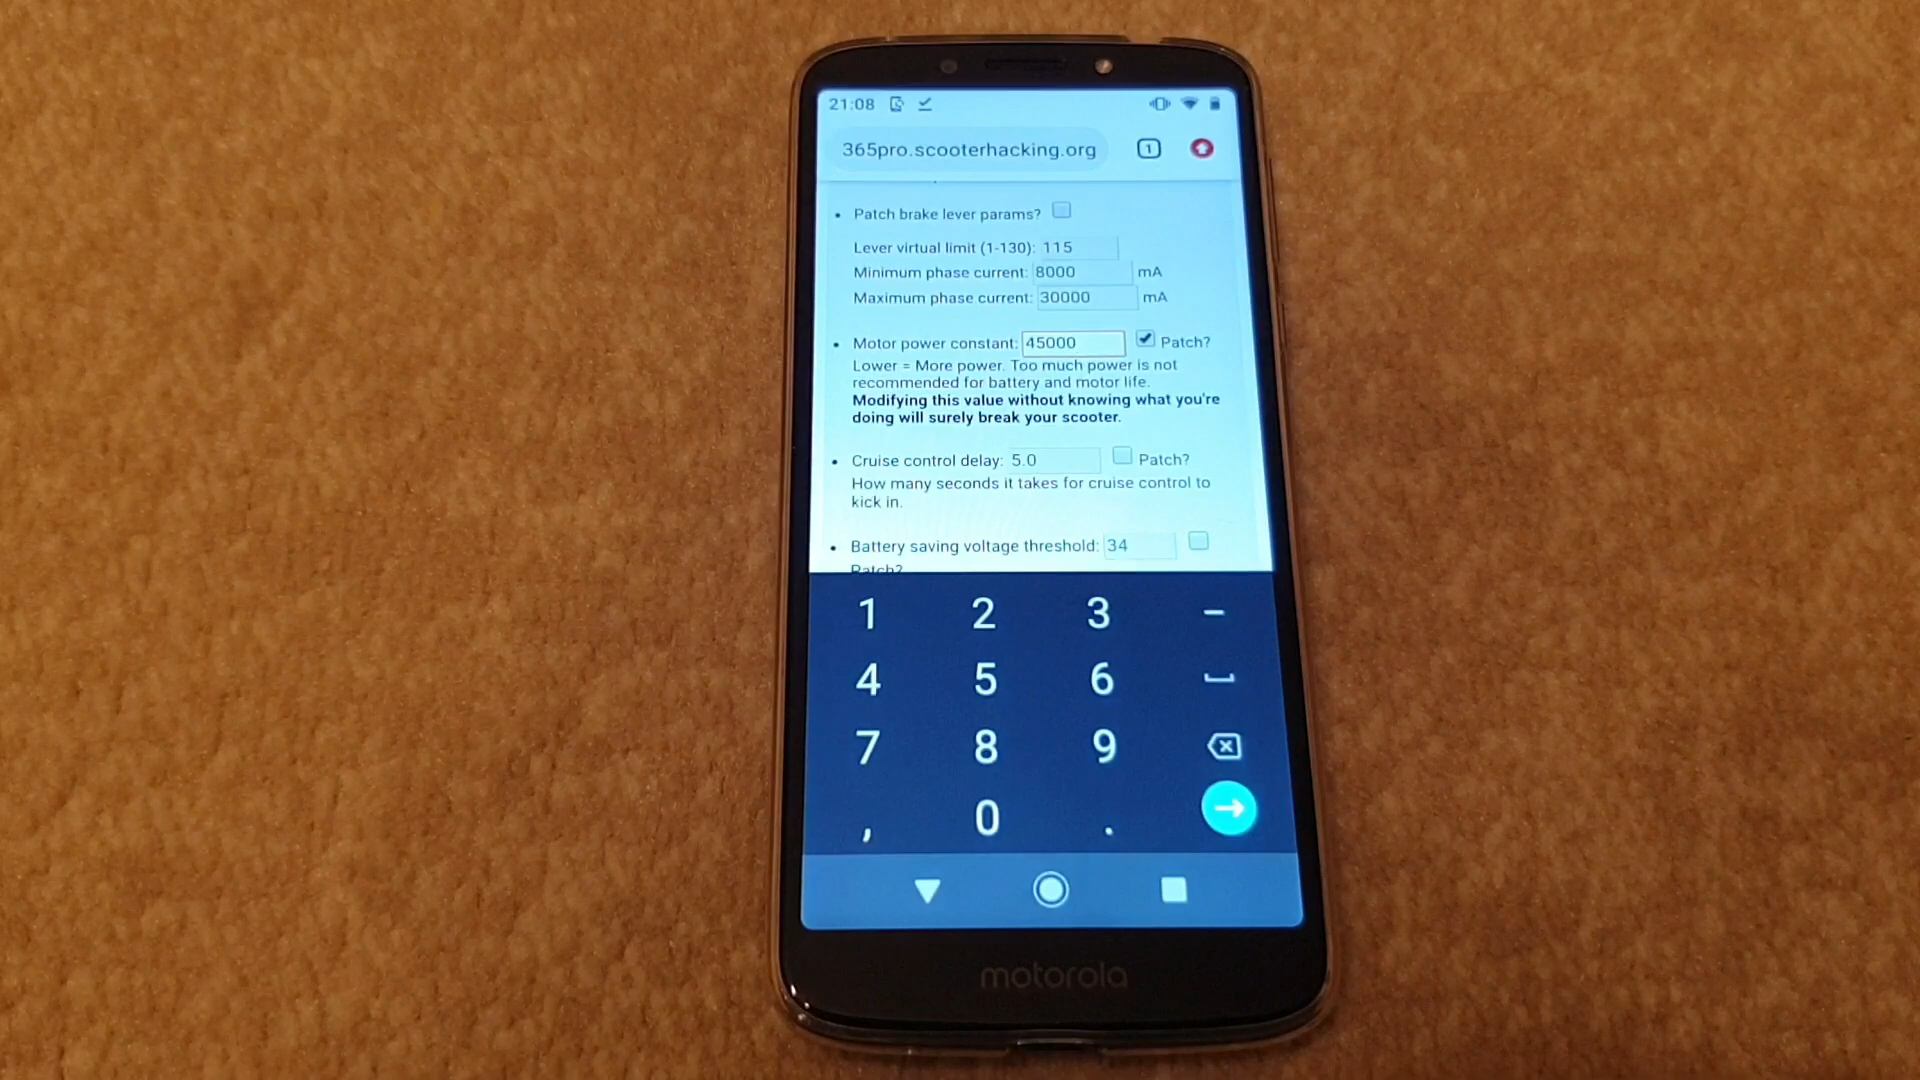 21:08
365pro.scooterhacking.org 1
• Patch brake lever params?
Lever virtual limit (1-130): 115
Minimum phase current: 8000 mA
Maximum phase current: 30000 mA
• Motor power constant: 45000 Patch?
Lower = More power. Too much power is not
recommended for battery and motor life.
Modifying this value without knowing what you're
doing will surely break your scooter.
• Cruise control delay: 5.0 Patch?
How many seconds it takes for cruise control to
kick in.
• Battery saving voltage threshold: 34
Patch?
1 2 3 –
4 5 6
7 8 9
, 0 .
motorola